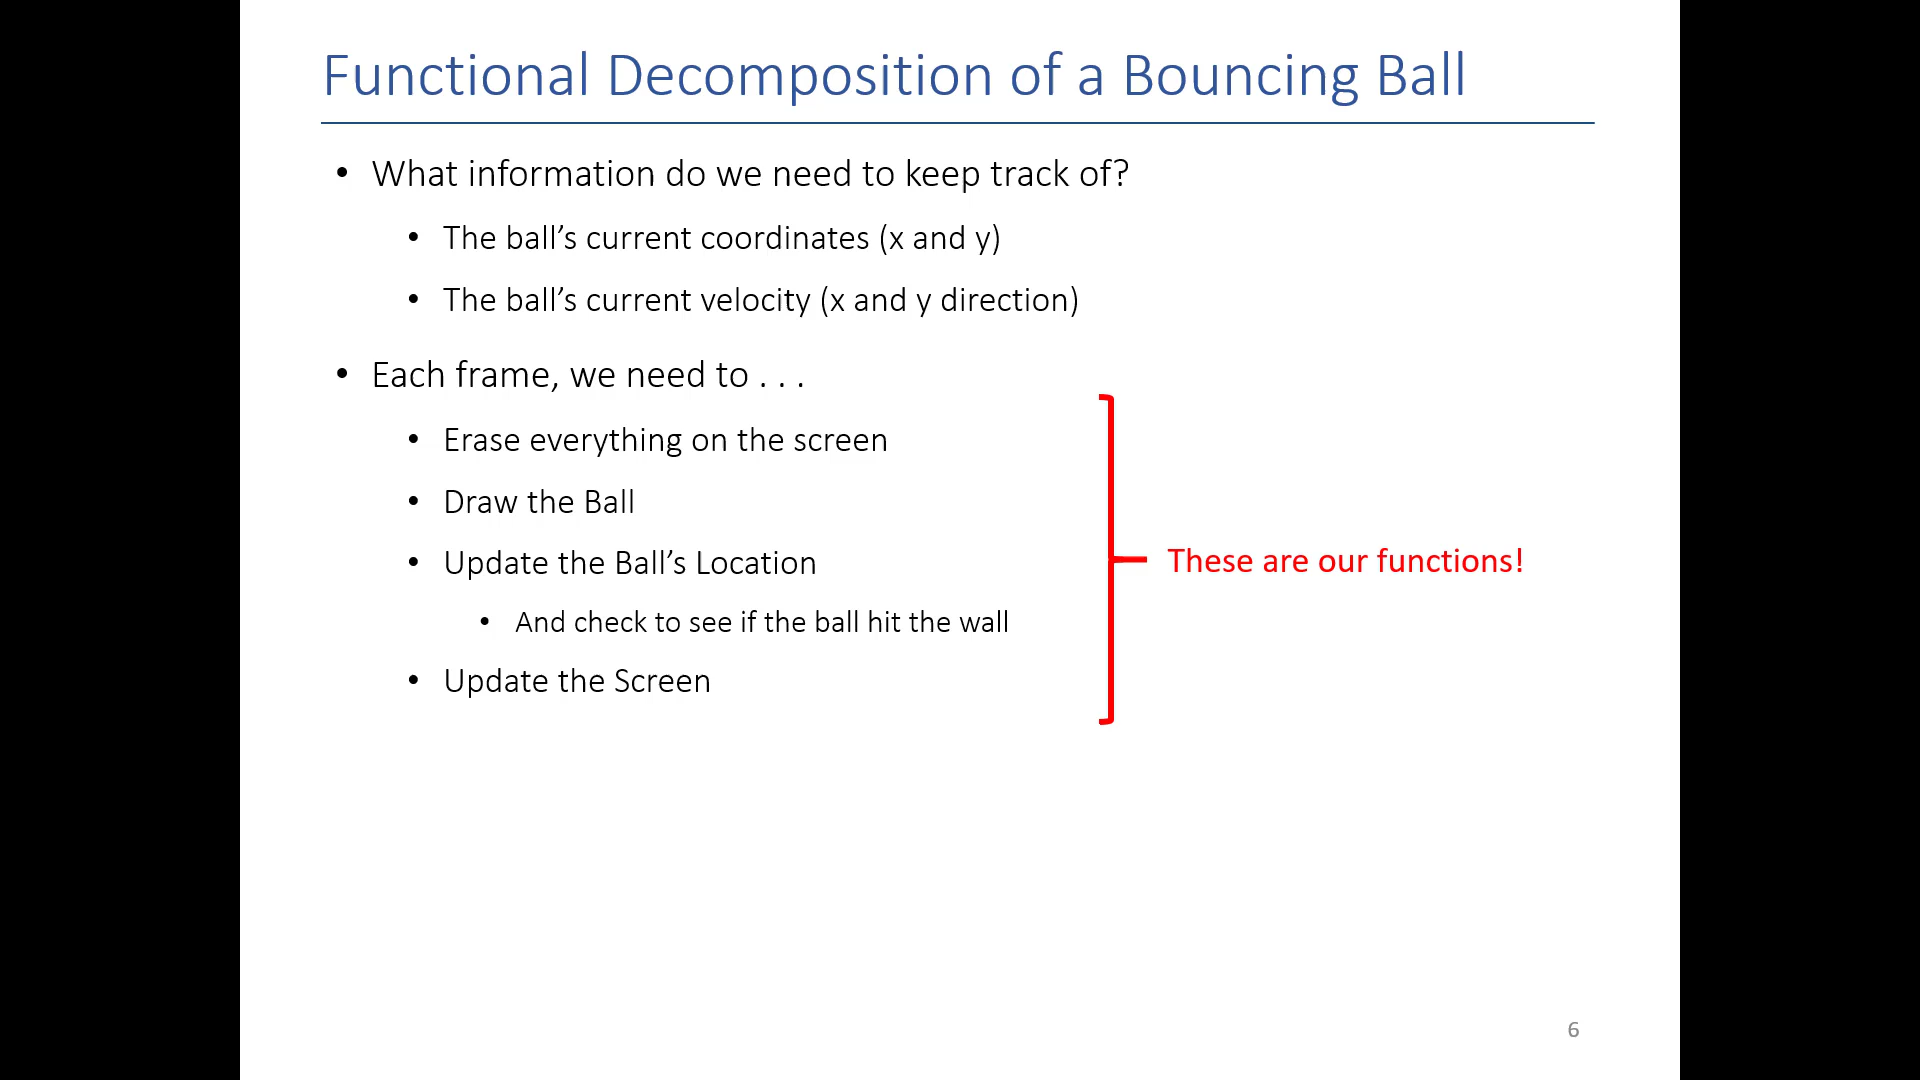 Functional Decomposition of a Bouncing Ball
• What information do we need to keep track of?
• The ball’s current coordinates (x and y)
• The ball’s current velocity (x and y direction)
• Each frame, we need to . . .
• Erase everything on the screen
• Draw the Ball
• Update the Ball’s Location
• And check to see if the ball hit the wall
• Update the Screen
These are our functions!
6